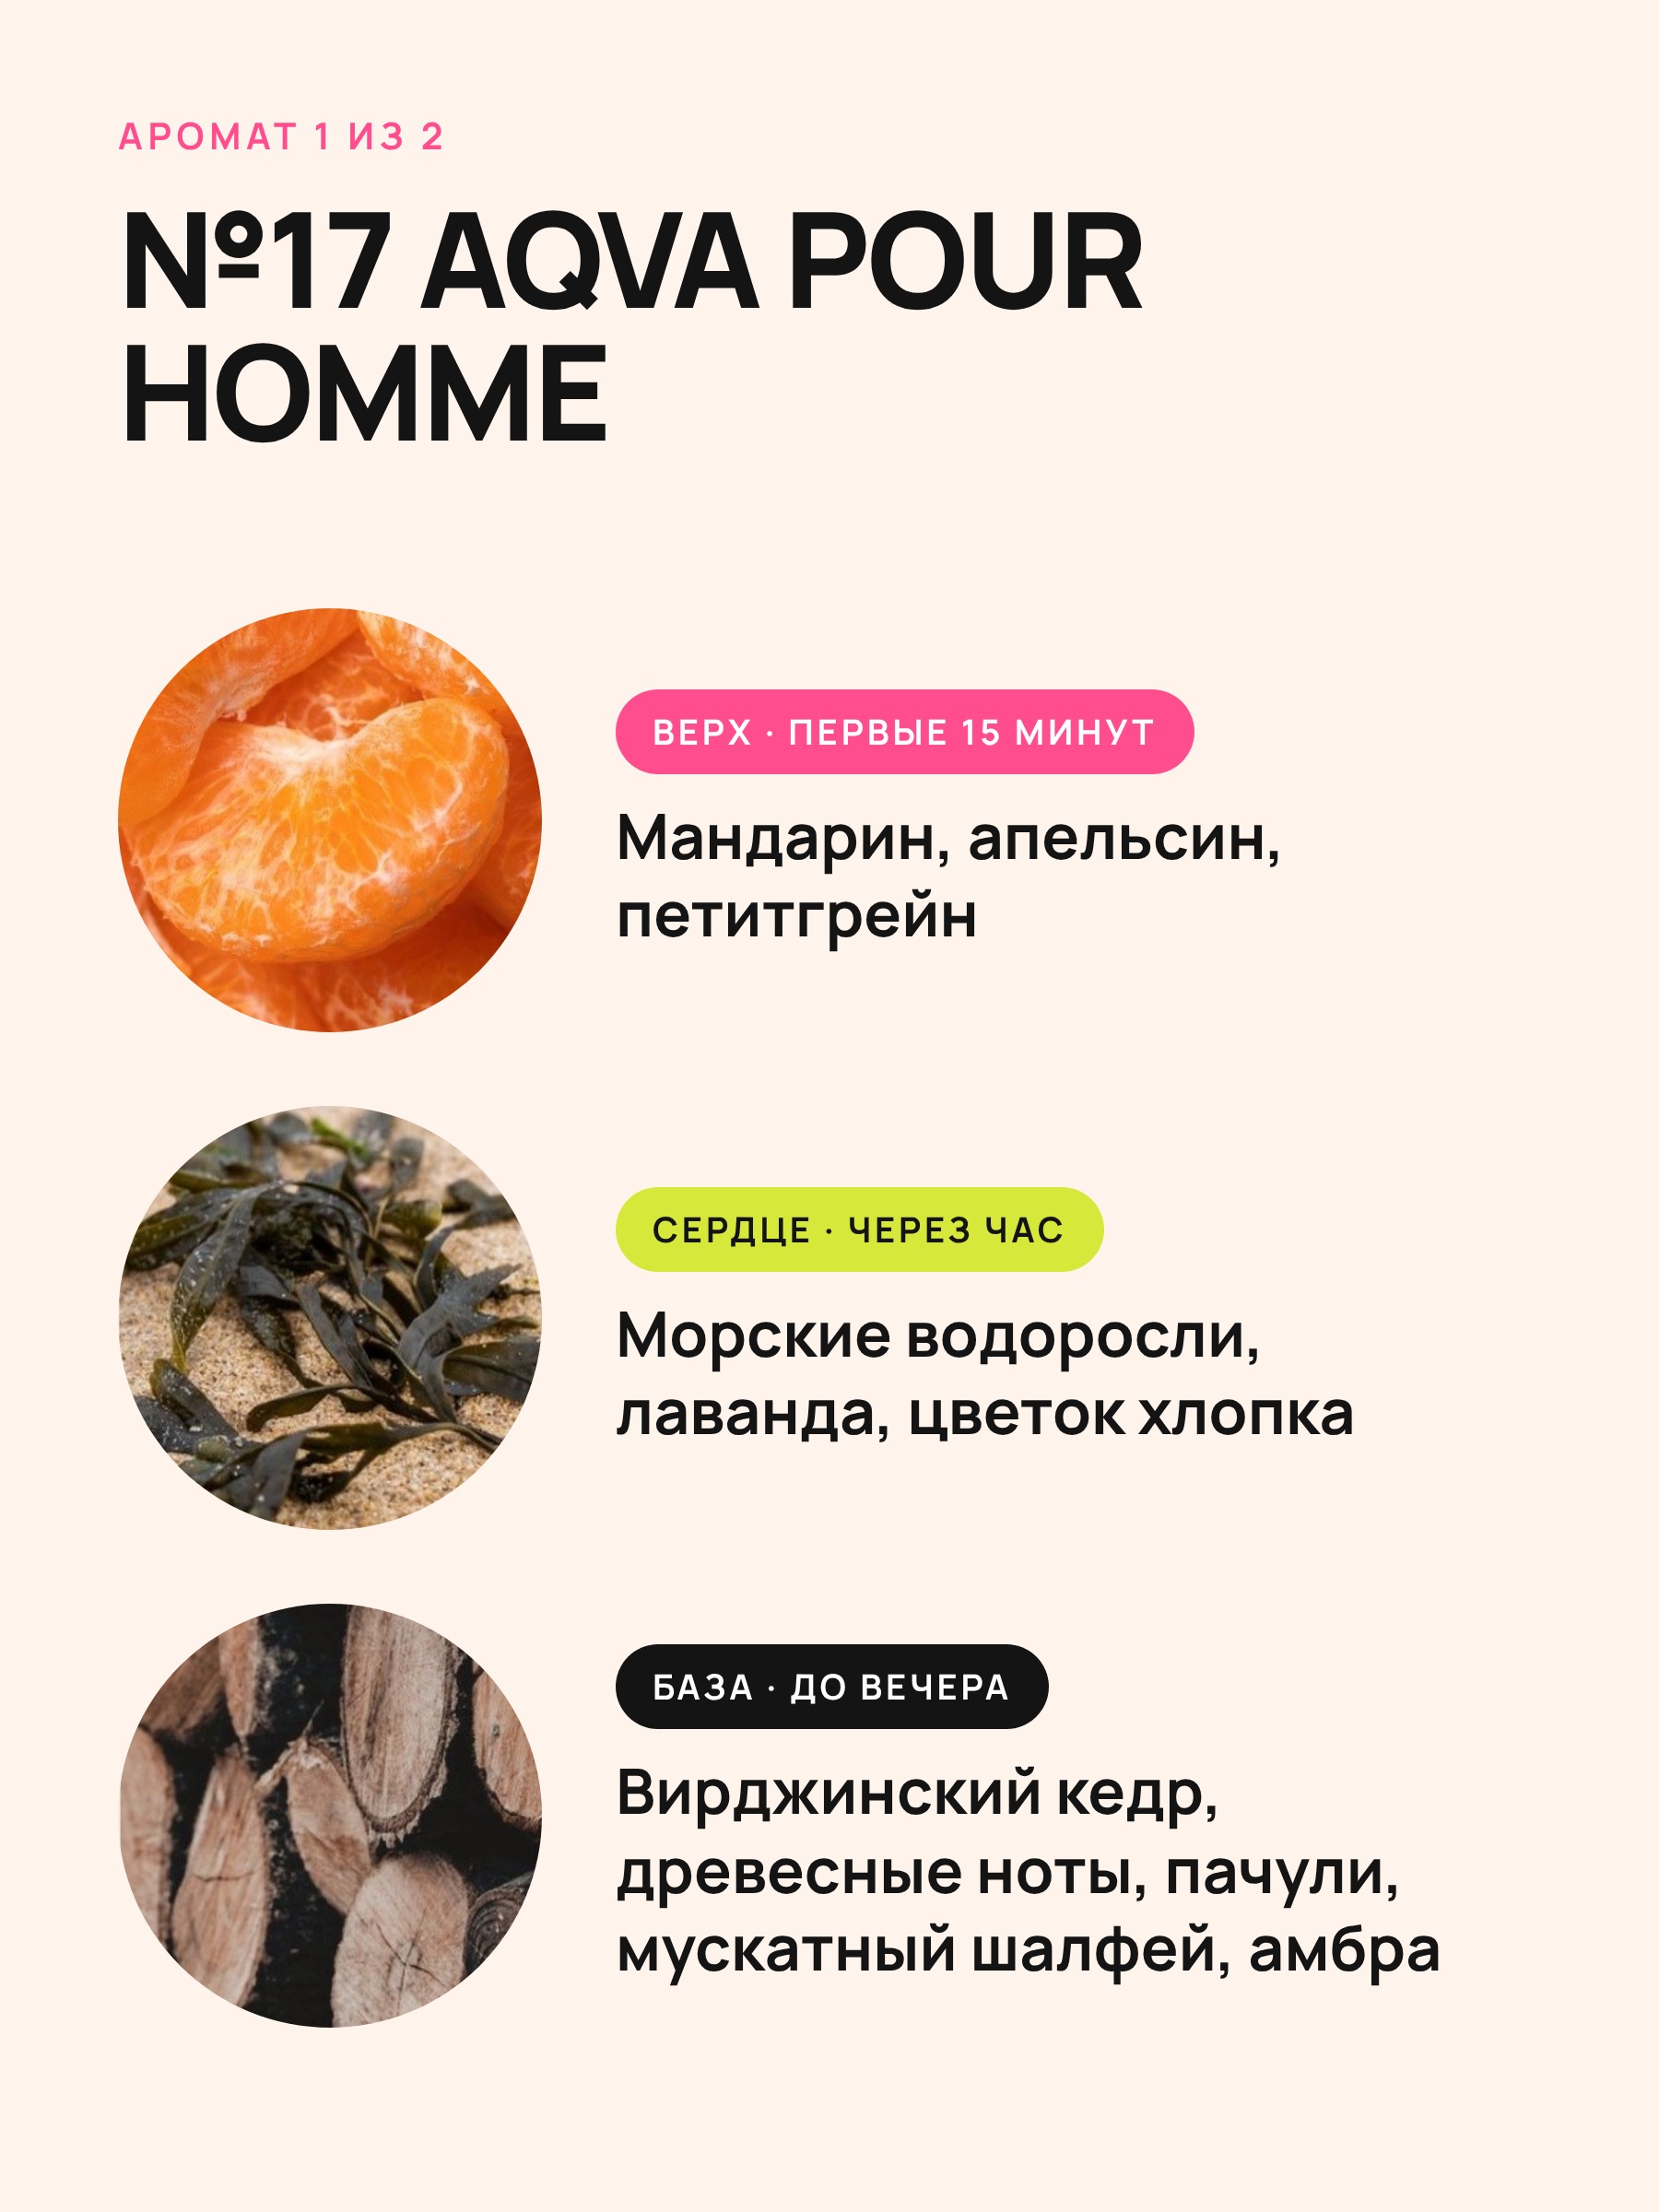 АРОМАТ 1 ИЗ 2
№17 AQVA POUR
HOMME
ВЕРХ · ПЕРВЫЕ 15 МИНУТ
Мандарин, апельсин,
петитгрейн
СЕРДЦЕ · ЧЕРЕЗ ЧАС
Морские водоросли,
лаванда, цветок хлопка
БАЗА · ДО ВЕЧЕРА
Вирджинский кедр,
древесные ноты, пачули,
мускатный шалфей, амбра